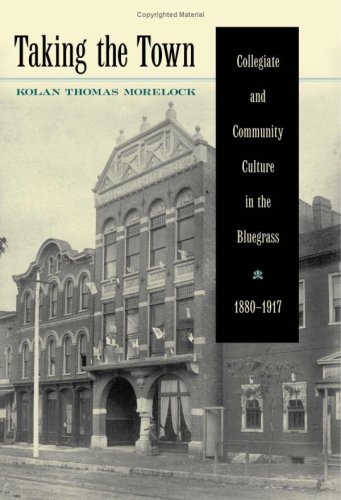 Copyrighted Material
Taking the Town
KOLAN THOMAS MORELOCK
Collegiate
and
Community
Culture
in the
Bluegrass
1880–1917